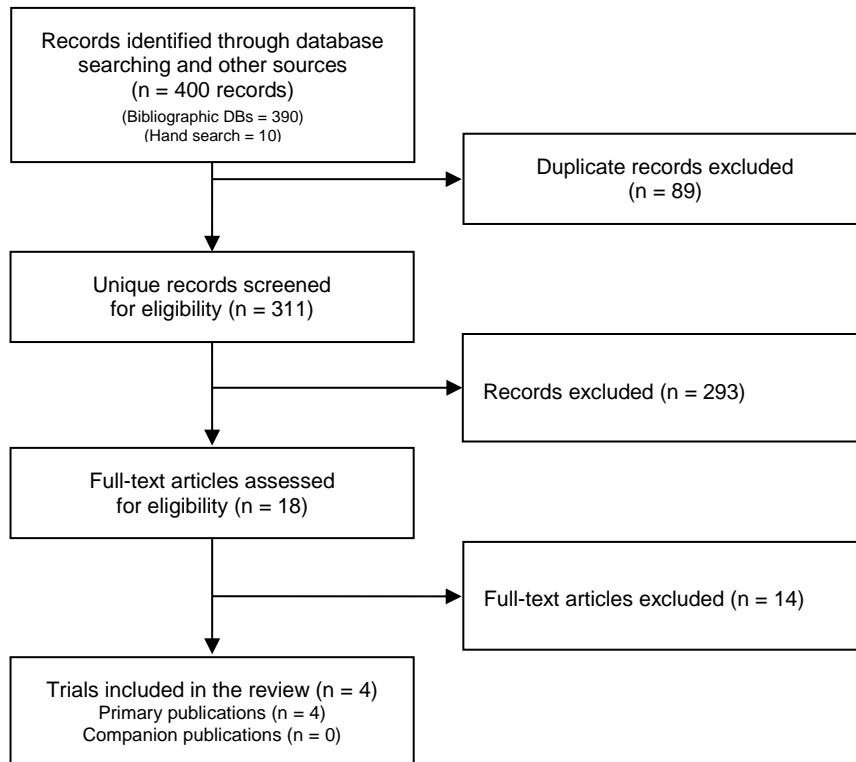 Records identified through database
searching and other sources
(n = 400 records)
(Bibliographic DBs = 390)
(Hand search = 10)
Duplicate records excluded
(n = 89)
Unique records screened
for eligibility (n = 311)
Records excluded (n = 293)
Full-text articles assessed
for eligibility (n = 18)
Full-text articles excluded (n = 14)
Trials included in the review (n = 4)
Primary publications (n = 4)
Companion publications (n = 0)